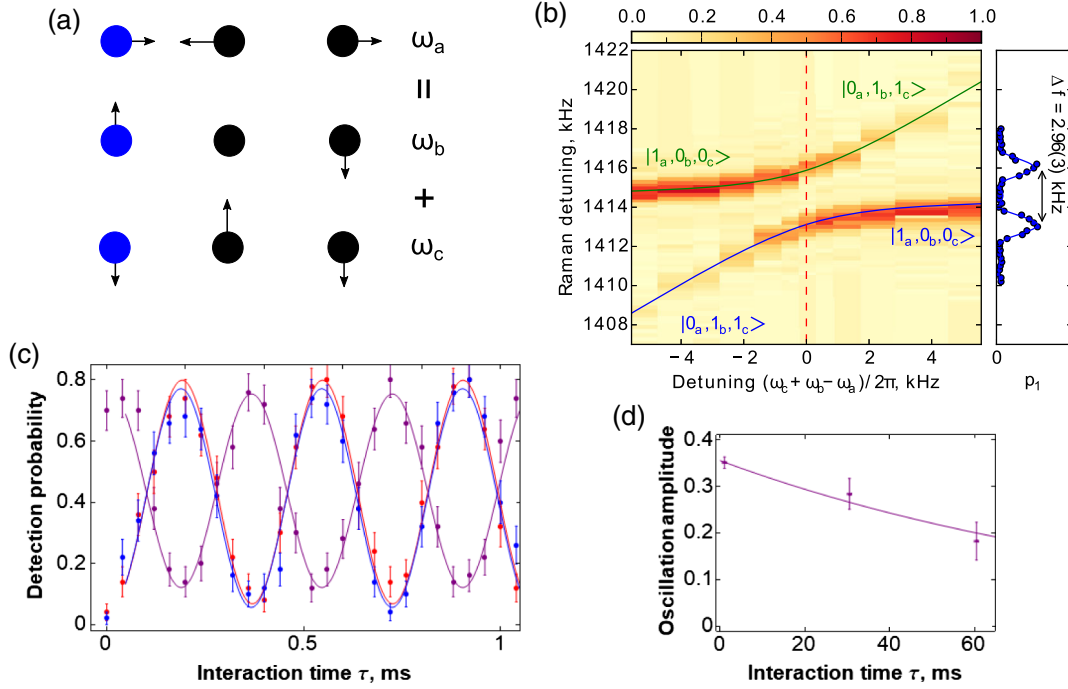 (a)
ωa
=
ωb
+
ωc
(b)
0.0 0.2 0.4 0.6 0.8 1.0
Raman detuning, kHz
1422
1420
1418
1416
1414
1412
1410
1408
|0a,1b,1c>
|1a,0b,0c>
|1a,0b,0c>
|0a,1b,1c>
−4 −2 0 2 4
Detuning (ωc+ωb−ωa)/2π, kHz
Δf = 2.96(3) kHz
0
p1
(c)
Detection probability
0.8
0.6
0.4
0.2
0
0 0.5 1
Interaction time τ, ms
(d)
Oscillation amplitude
0.4
0.3
0.2
0.1
0
0 20 40 60
Interaction time τ, ms